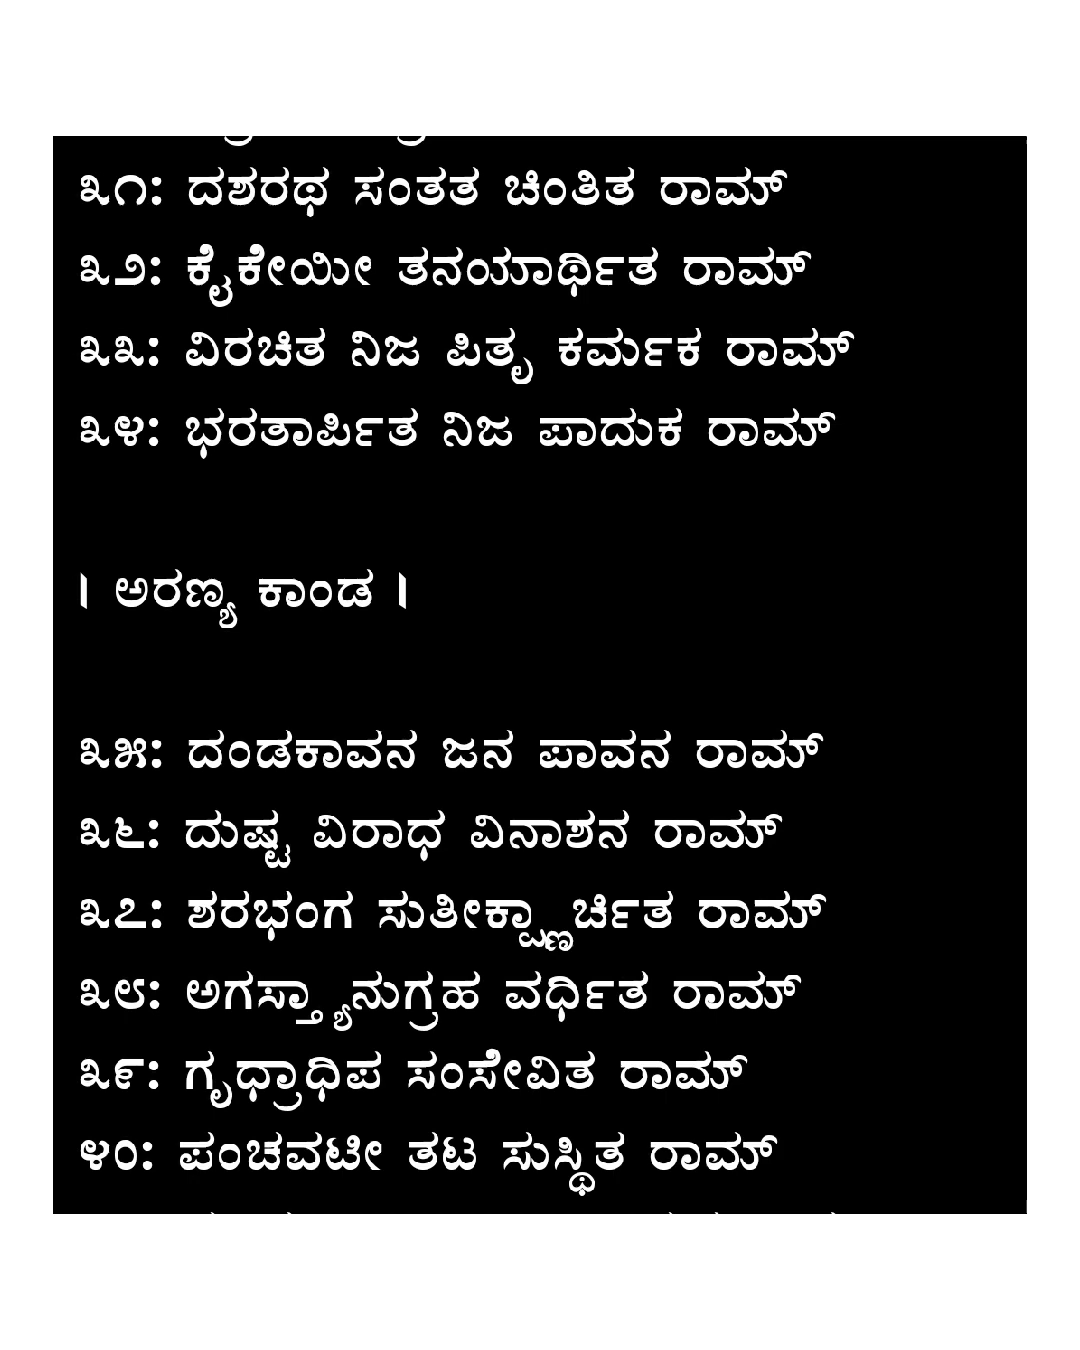 ೩೧: ದಶರಥ ಸಂತತ ಚಿಂತಿತ ರಾಮ್
೩೨: ಕೈಕೇಯೀ ತನಯಾರ್ಥಿತ ರಾಮ್
೩೩: ವಿರಚಿತ ನಿಜ ಪಿತೃ ಕರ್ಮಕ ರಾಮ್
೩೪: ಭರತಾರ್ಪಿತ ನಿಜ ಪಾದುಕ ರಾಮ್
। ಅರಣ್ಯ ಕಾಂಡ ।
೩೫: ದಂಡಕಾವನ ಜನ ಪಾವನ ರಾಮ್
೩೬: ದುಷ್ಟ ವಿರಾಧ ವಿನಾಶನ ರಾಮ್
೩೭: ಶರಭಂಗ ಸುತೀಕ್ಷ್ಣಾರ್ಚಿತ ರಾಮ್
೩೮: ಅಗಸ್ತ್ಯಾನುಗ್ರಹ ವರ್ಧಿತ ರಾಮ್
೩೯: ಗೃಧ್ರಾಧಿಪ ಸಂಸೇವಿತ ರಾಮ್
೪೦: ಪಂಚವಟೀ ತಟ ಸುಸ್ಥಿತ ರಾಮ್